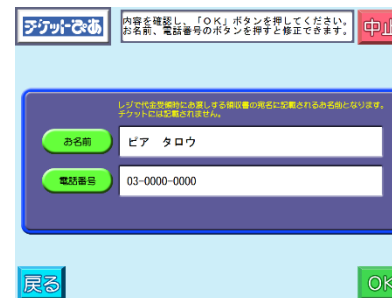 チケットぴあ
内容を確認し、「OK」ボタンを押してください。
お名前、電話番号のボタンを押すと修正できます。
中止
レジで代金受領時にお渡しする領収書の宛名に記載されるお名前となります。
チケットには記載されません。
お名前
ピア タロウ
電話番号
03-0000-0000
戻る
OK